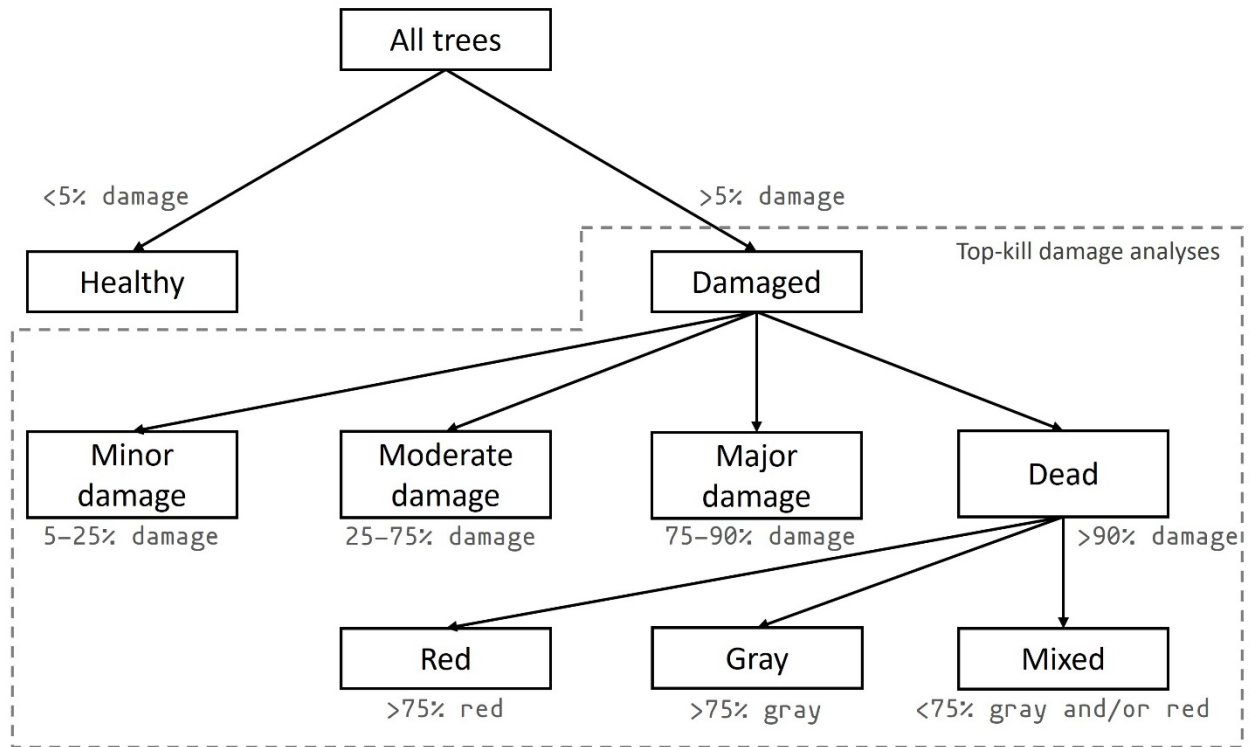 All trees
<5% damage
>5% damage
Healthy
Damaged
Top-kill damage analyses
Minor
damage
5–25% damage
Moderate
damage
25–75% damage
Major
damage
75–90% damage
Dead
>90% damage
Red
>75% red
Gray
>75% gray
Mixed
<75% gray and/or red